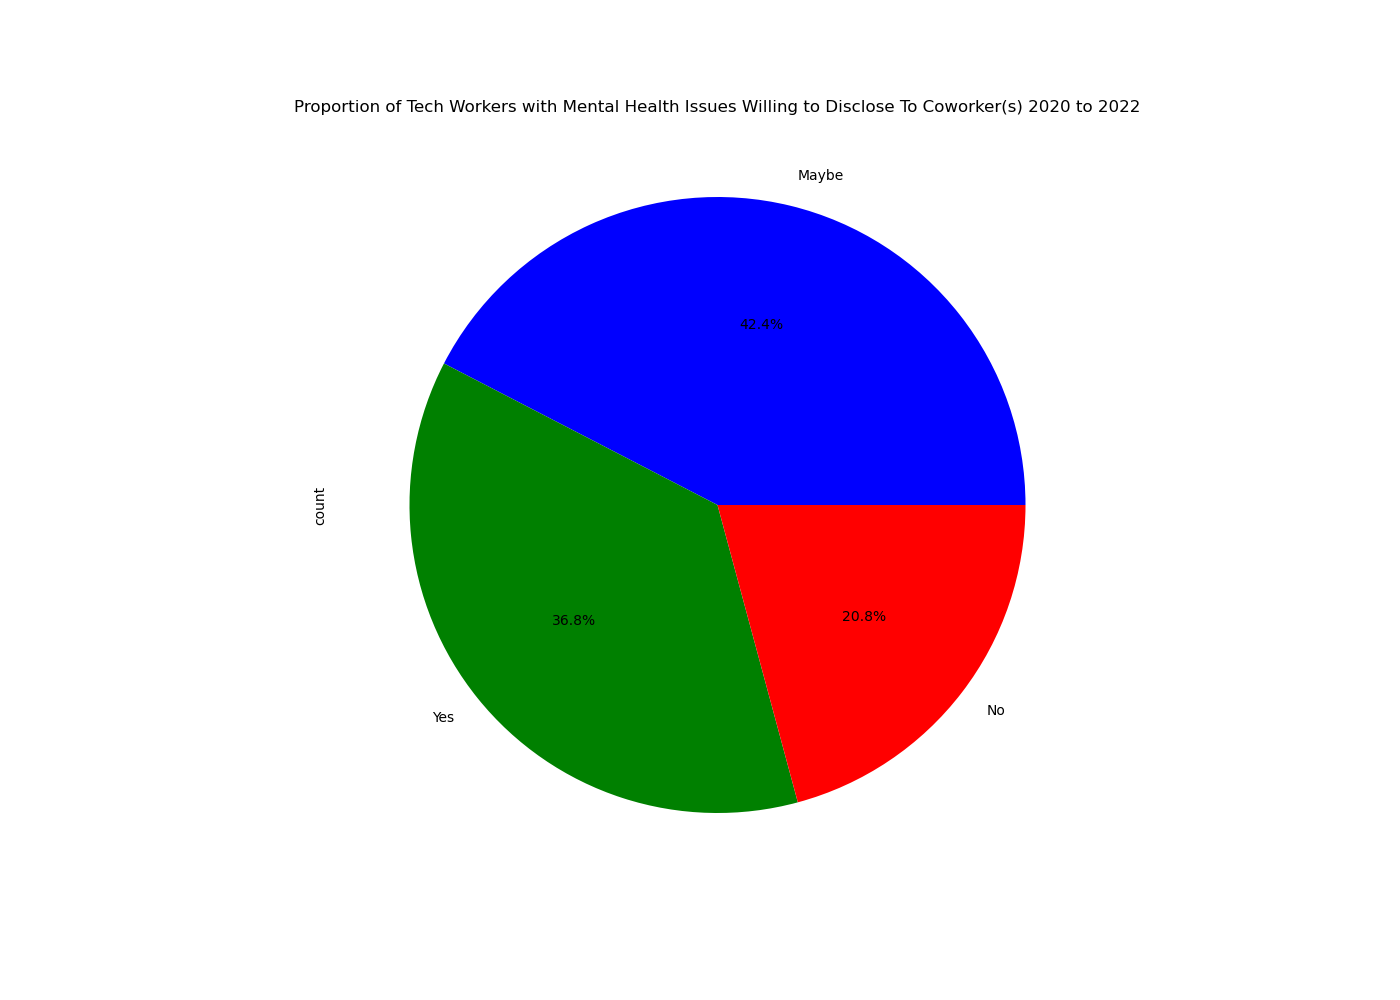 Proportion of Tech Workers with Mental Health Issues Willing to Disclose To Coworker(s) 2020 to 2022
Maybe
42.4%
count
36.8%
20.8%
Yes
No